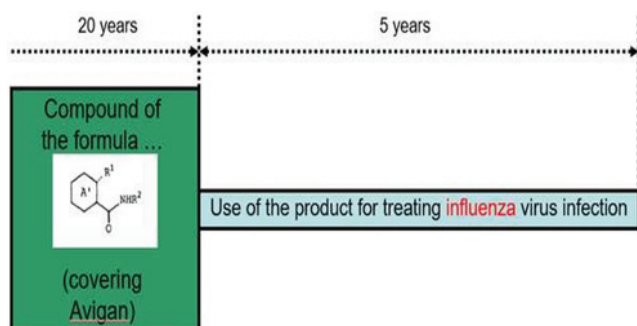 20 years
5 years
Compound of
the formula ...
R¹
A'
NHR²
O
Use of the product for treating influenza virus infection
(covering
Avigan)